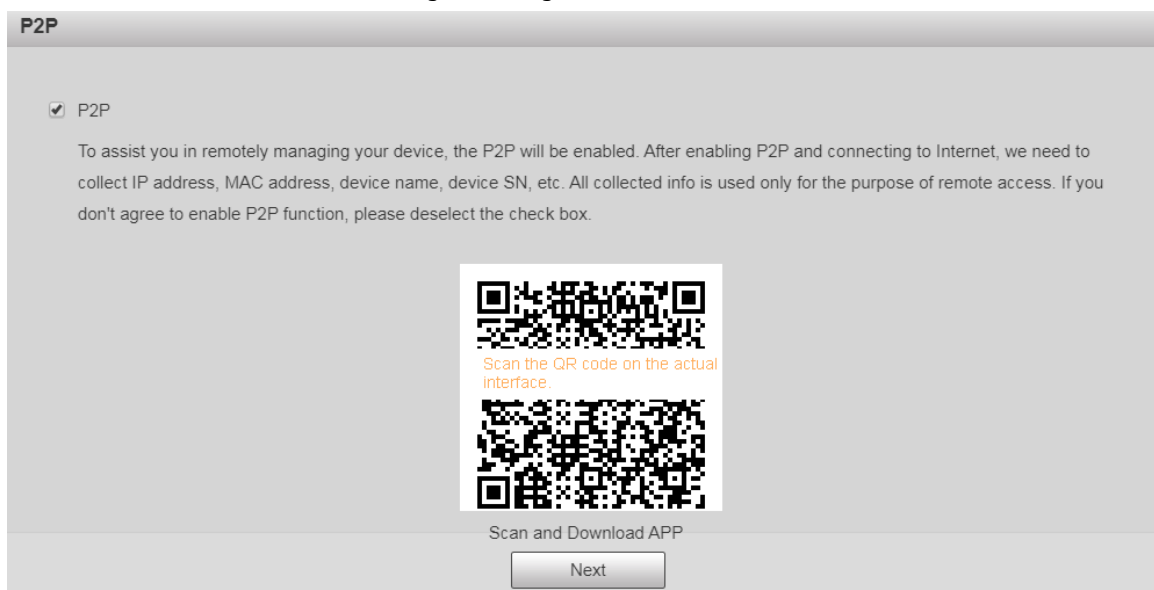 P2P
P2P
To assist you in remotely managing your device, the P2P will be enabled. After enabling P2P and connecting to Internet, we need to
collect IP address, MAC address, device name, device SN, etc. All collected info is used only for the purpose of remote access. If you
don't agree to enable P2P function, please deselect the check box.
Scan the QR code on the actual
interface.
Scan and Download APP
Next